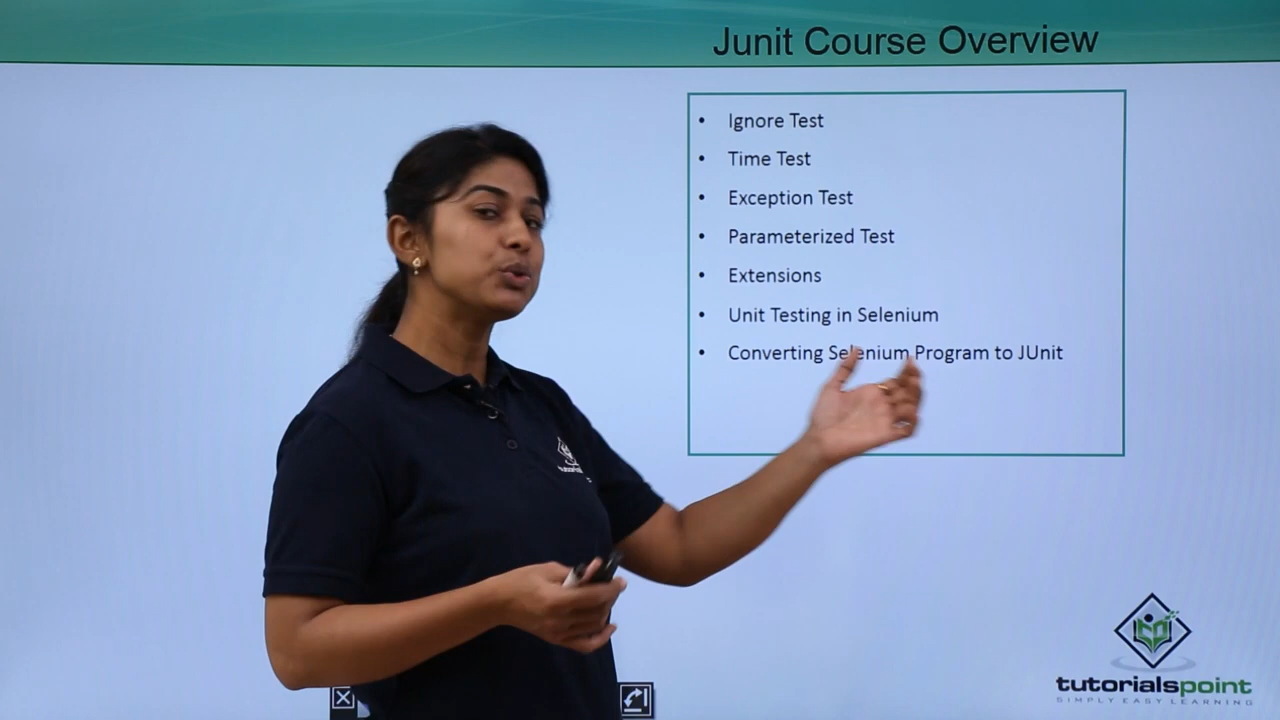 Junit Course Overview
• Ignore Test
• Time Test
• Exception Test
• Parameterized Test
• Extensions
• Unit Testing in Selenium
• Converting Selenium Program to JUnit
tutorialspoint
SIMPLY EASY LEARNING